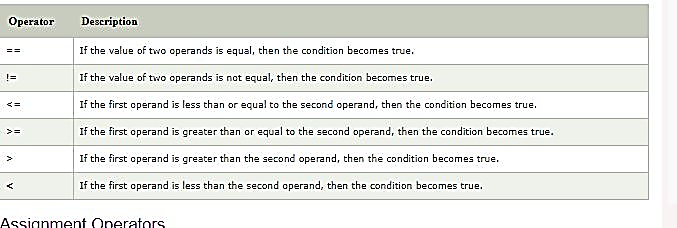 Operator Description
== If the value of two operands is equal, then the condition becomes true.
!= If the value of two operands is not equal, then the condition becomes true.
<= If the first operand is less than or equal to the second operand, then the condition becomes true.
>= If the first operand is greater than or equal to the second operand, then the condition becomes true.
> If the first operand is greater than the second operand, then the condition becomes true.
< If the first operand is less than the second operand, then the condition becomes true.
Assignment Operators